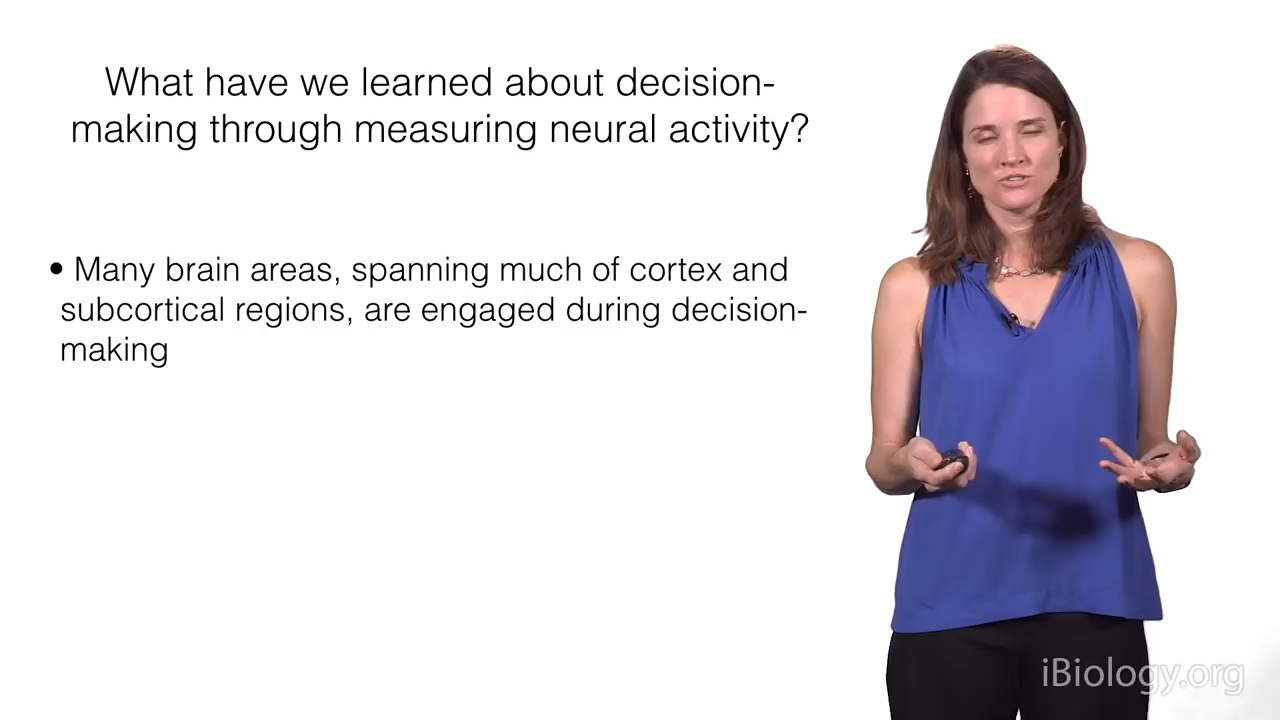 What have we learned about decision-
making through measuring neural activity?
• Many brain areas, spanning much of cortex and
subcortical regions, are engaged during decision-
making
iBiology.org